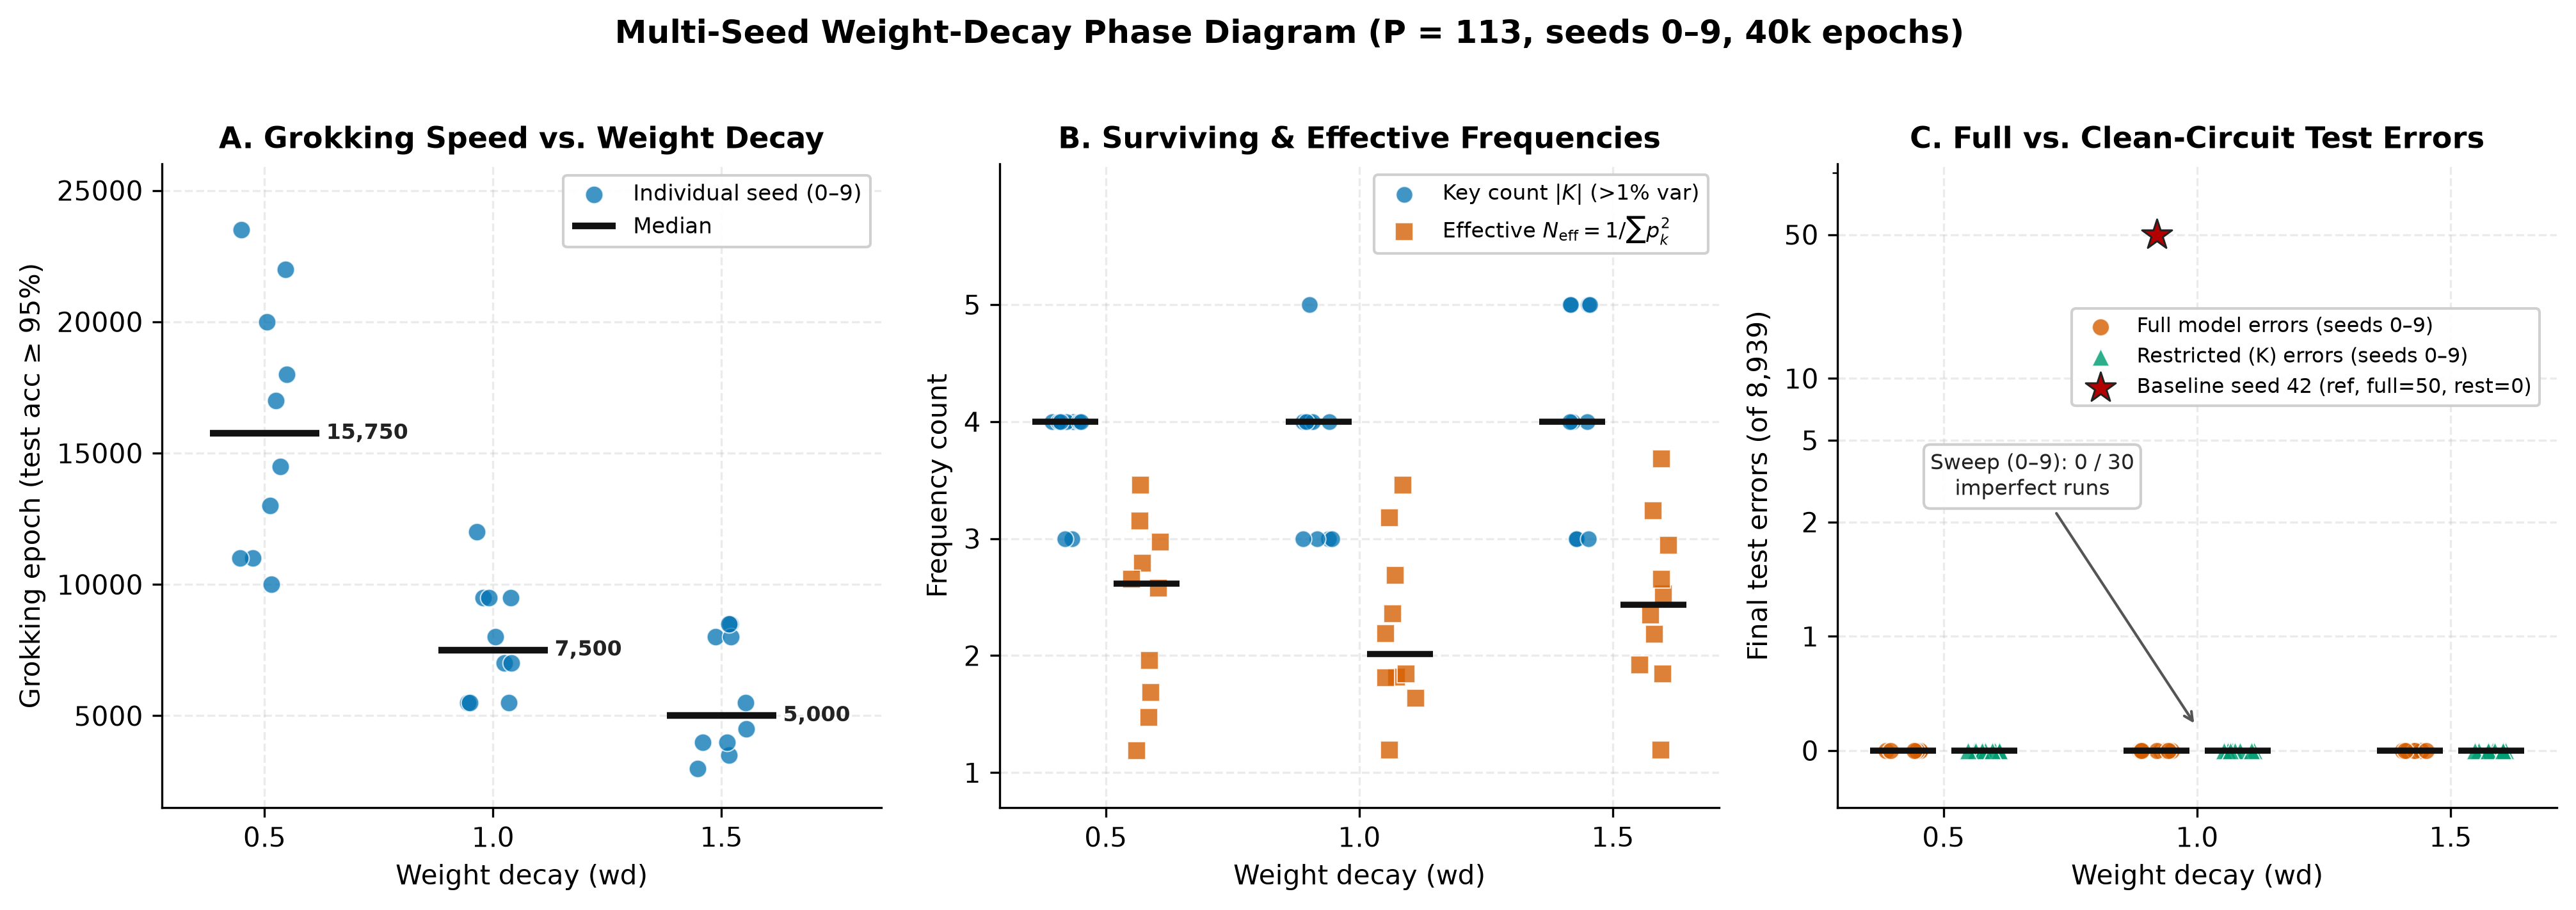 Multi-Seed Weight-Decay Phase Diagram (P = 113, seeds 0–9, 40k epochs)
A. Grokking Speed vs. Weight Decay
Grokking epoch (test acc ≥ 95%)
25000
20000
15000
10000
5000
Individual seed (0–9)
Median
15,750
7,500
5,000
0.5
1.0
1.5
Weight decay (wd)
B. Surviving & Effective Frequencies
Frequency count
5
4
3
2
1
Key count |K| (>1% var)
Effective N_eff = 1/∑p_k^2
0.5
1.0
1.5
Weight decay (wd)
C. Full vs. Clean-Circuit Test Errors
Final test errors (of 8,939)
50
10
5
2
1
0
Full model errors (seeds 0–9)
Restricted (K) errors (seeds 0–9)
Baseline seed 42 (ref, full=50, rest=0)
Sweep (0–9): 0 / 30
imperfect runs
0.5
1.0
1.5
Weight decay (wd)